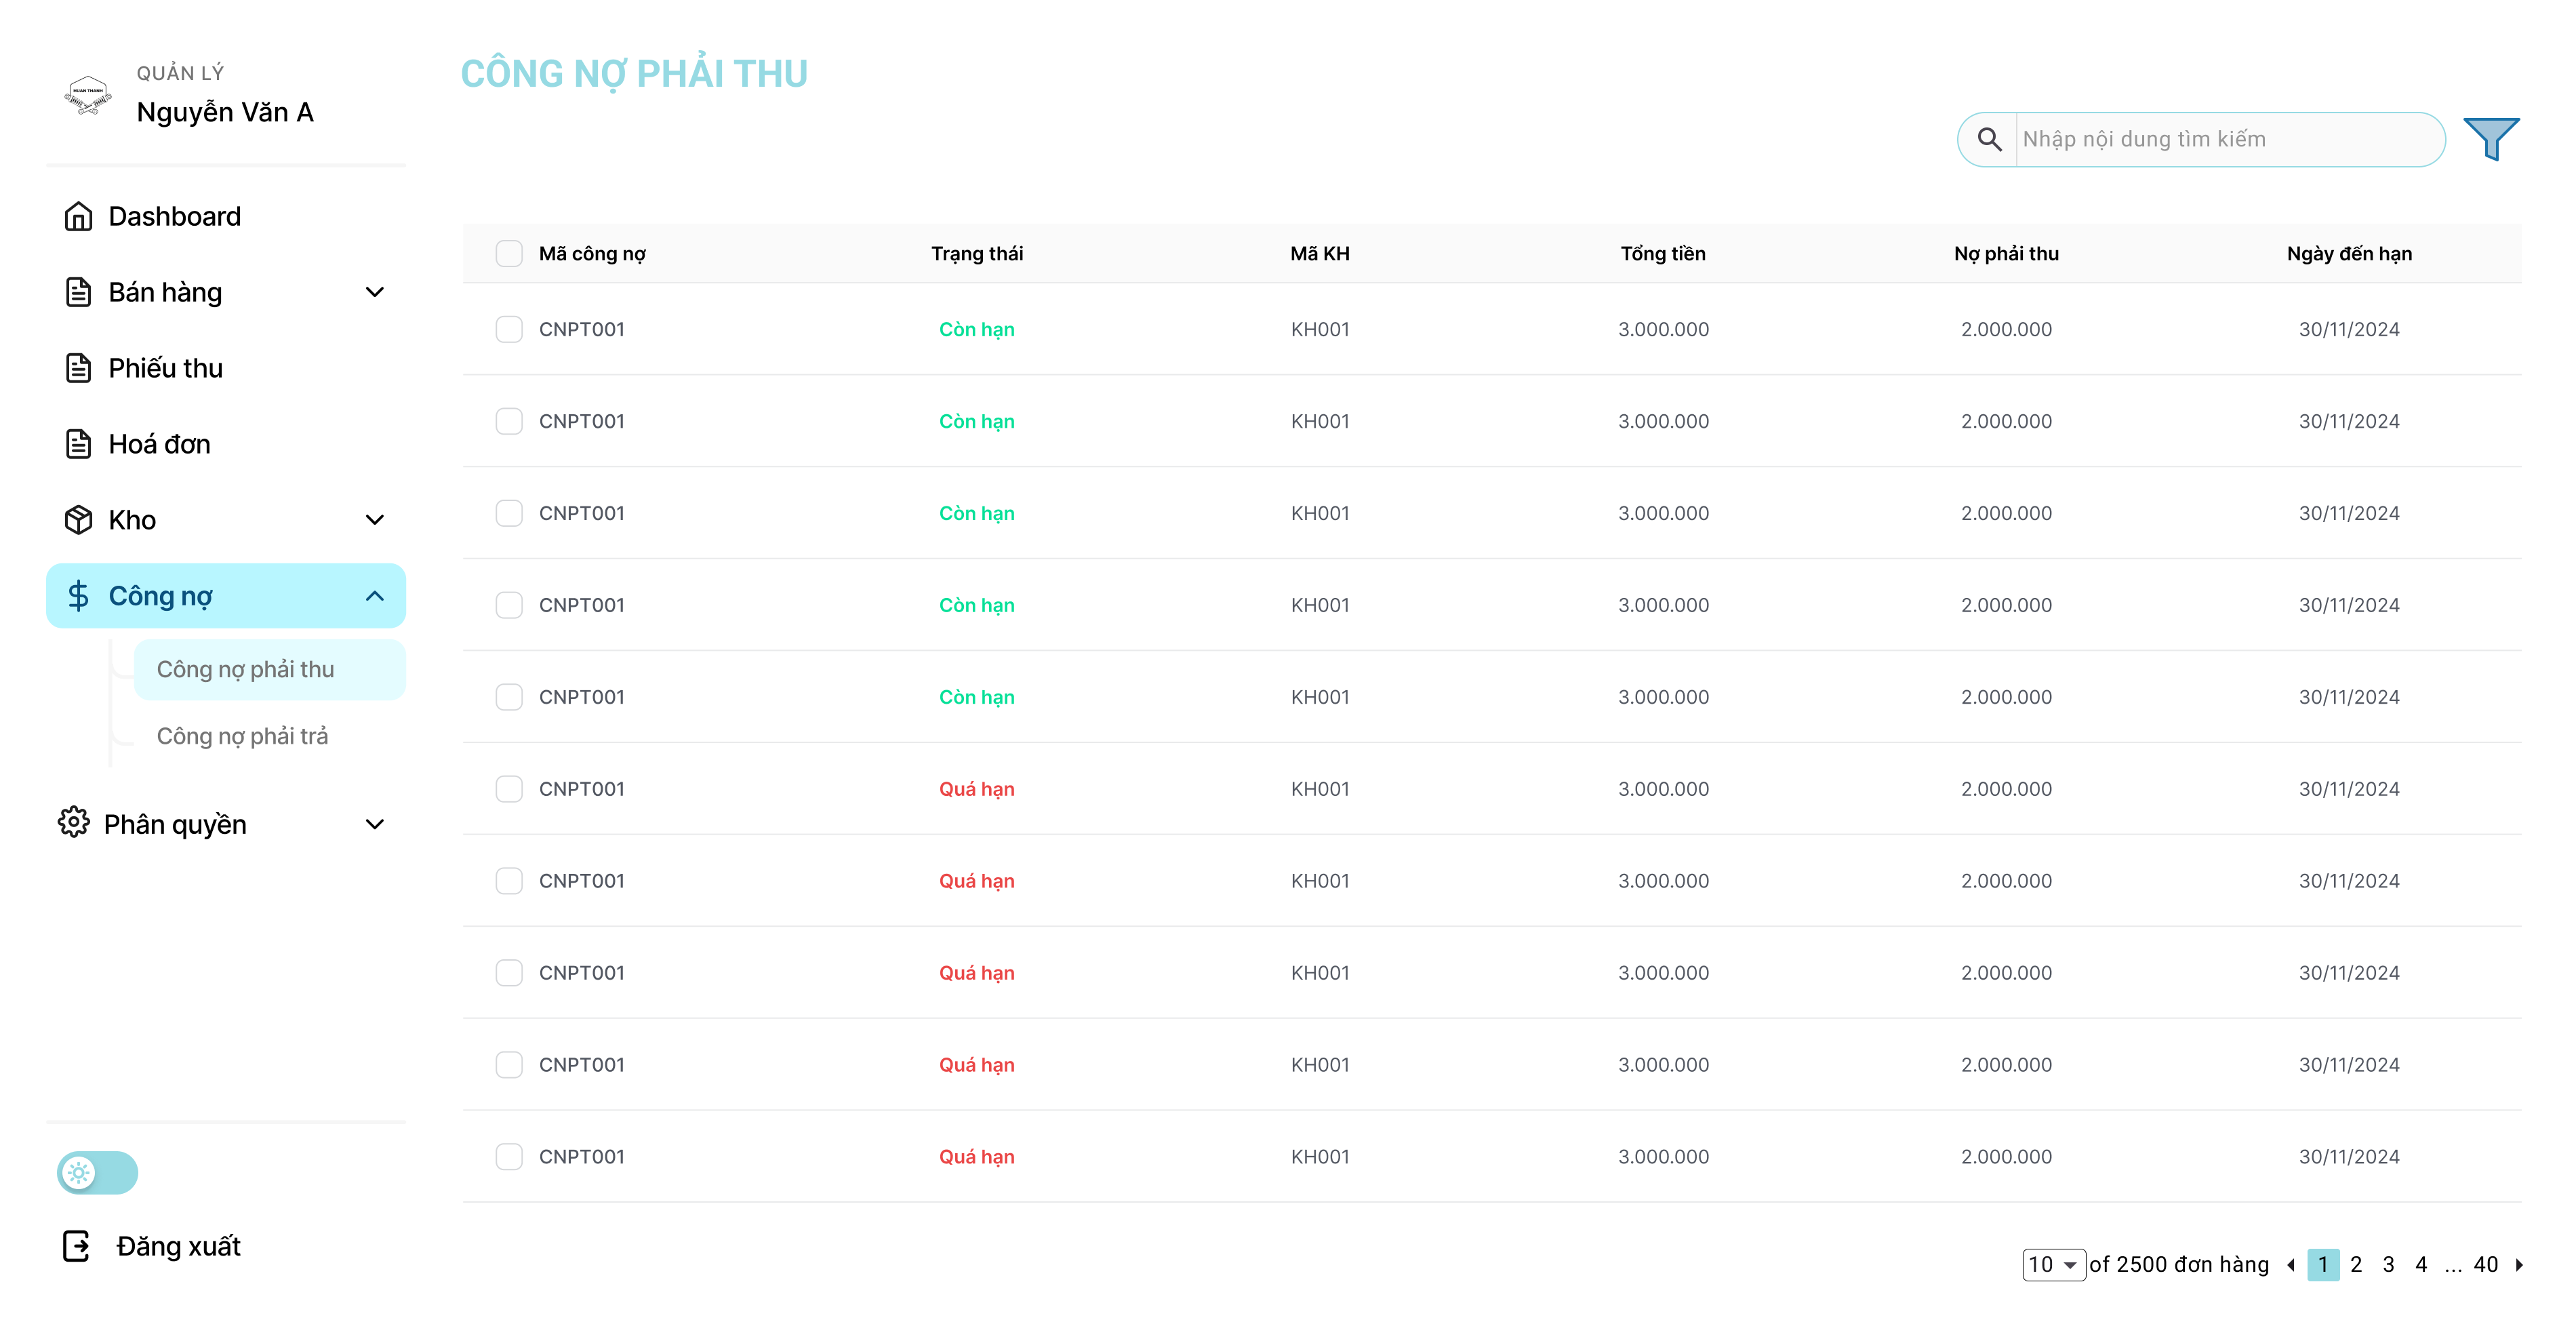 QUẢN LÝ
Nguyễn Văn A
HUAN THANH
Dashboard
Bán hàng
Phiếu thu
Hoá đơn
Kho
Công nợ
Công nợ phải thu
Công nợ phải trả
Phân quyền
Đăng xuất
CÔNG NỢ PHẢI THU
Nhập nội dung tìm kiếm
Mã công nợ Trạng thái Mã KH Tổng tiền Nợ phải thu Ngày đến hạn
CNPT001 Còn hạn KH001 3.000.000 2.000.000 30/11/2024
CNPT001 Còn hạn KH001 3.000.000 2.000.000 30/11/2024
CNPT001 Còn hạn KH001 3.000.000 2.000.000 30/11/2024
CNPT001 Còn hạn KH001 3.000.000 2.000.000 30/11/2024
CNPT001 Còn hạn KH001 3.000.000 2.000.000 30/11/2024
CNPT001 Quá hạn KH001 3.000.000 2.000.000 30/11/2024
CNPT001 Quá hạn KH001 3.000.000 2.000.000 30/11/2024
CNPT001 Quá hạn KH001 3.000.000 2.000.000 30/11/2024
CNPT001 Quá hạn KH001 3.000.000 2.000.000 30/11/2024
CNPT001 Quá hạn KH001 3.000.000 2.000.000 30/11/2024
10 of 2500 đơn hàng 1 2 3 4 ... 40